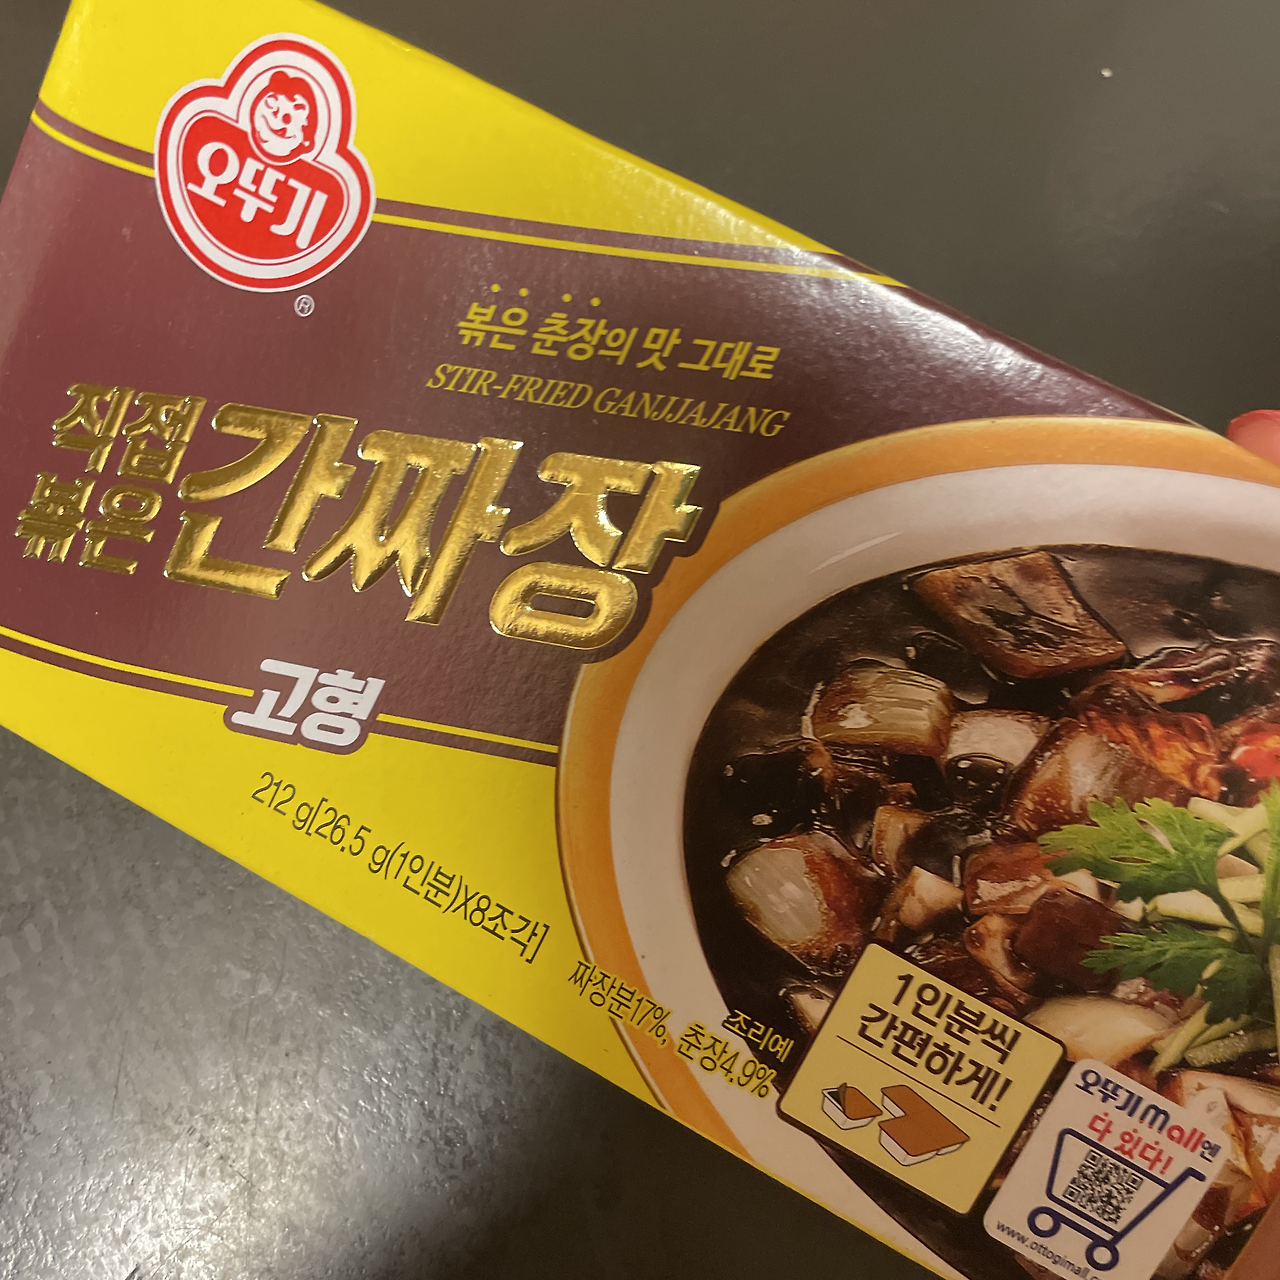 오뚜기
®
볶은 춘장의 맛 그대로
STIR-FRIED GANJJAJANG
직접
볶은
간짜장
고형
212 g[26.5 g(1인분)X8조각]
짜장분17%, 춘장4.9%
조리예
1인분씩
간편하게!
오뚜기mall엔
다 있다!
www.ottogimall.